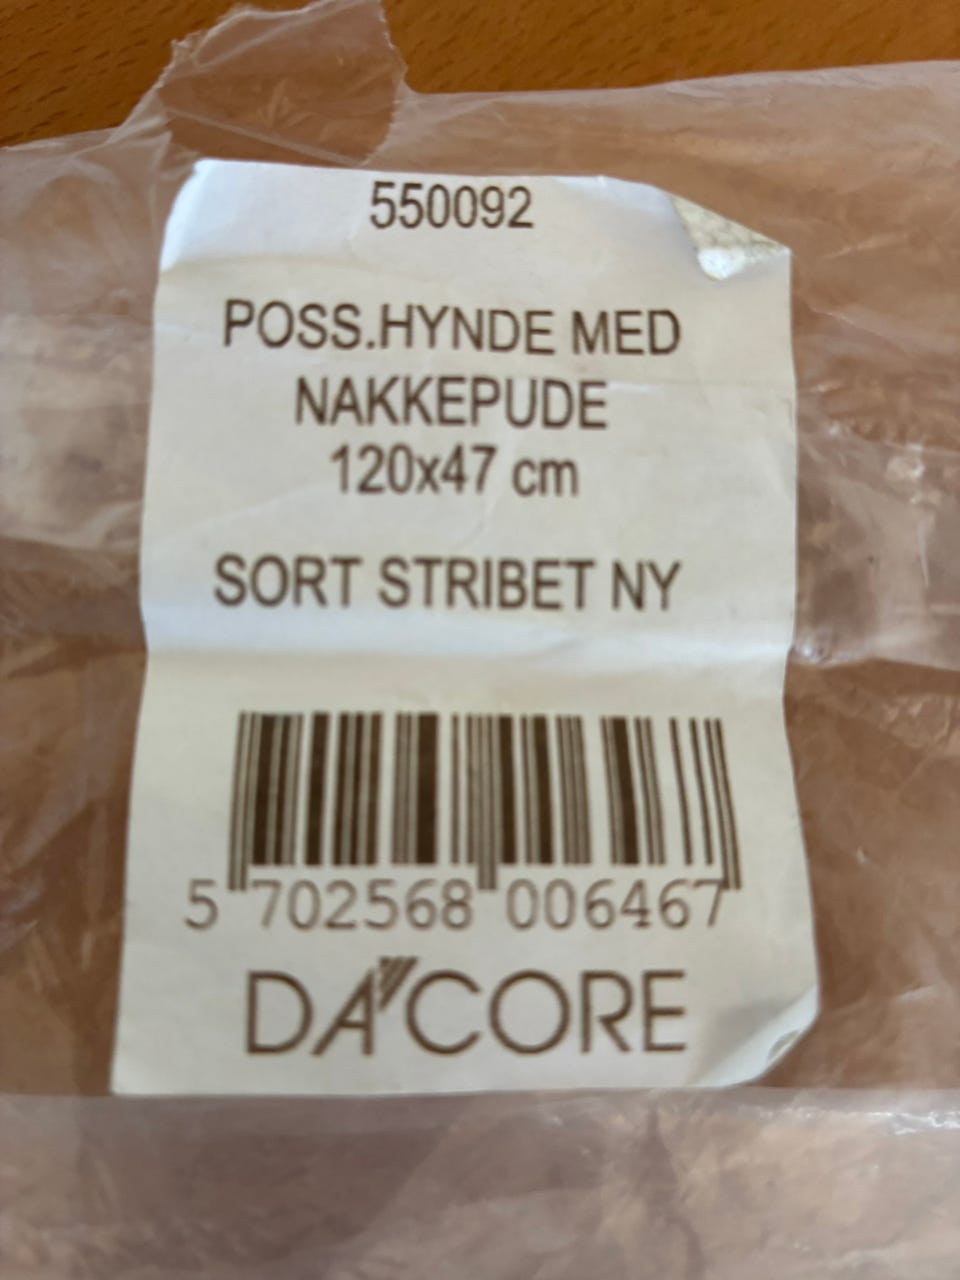 550092
POSS.HYNDE MED
NAKKEPUDE
120x47 cm
SORT STRIBET NY
5 702568 006467
DA'CORE